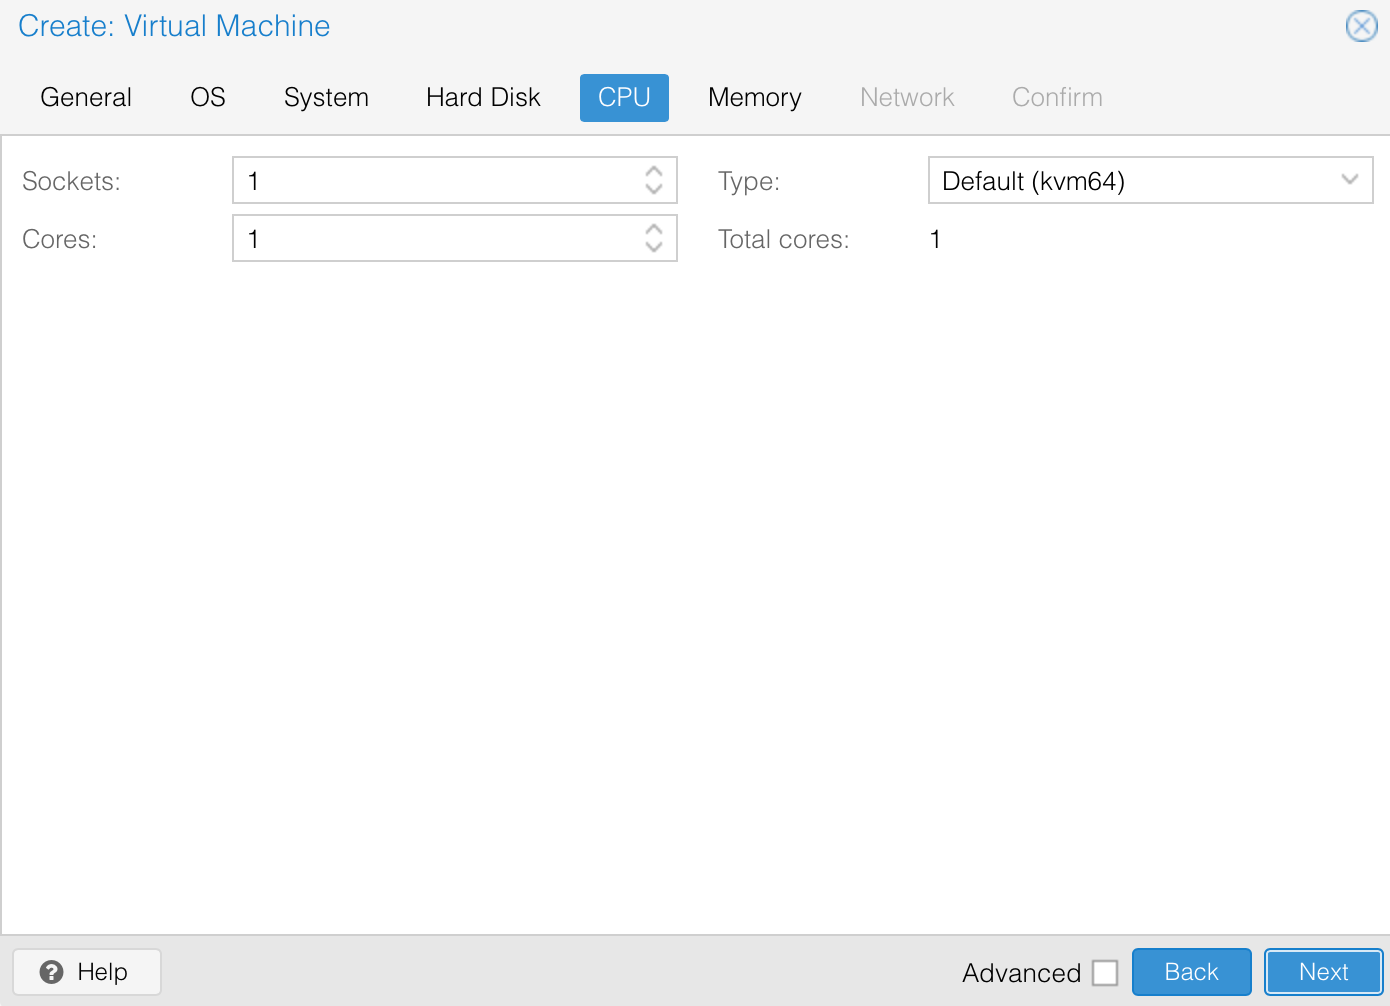 Create: Virtual Machine
General OS System Hard Disk CPU Memory Network Confirm
Sockets: 1 Type: Default (kvm64)
Cores: 1 Total cores: 1
? Help Advanced Back Next